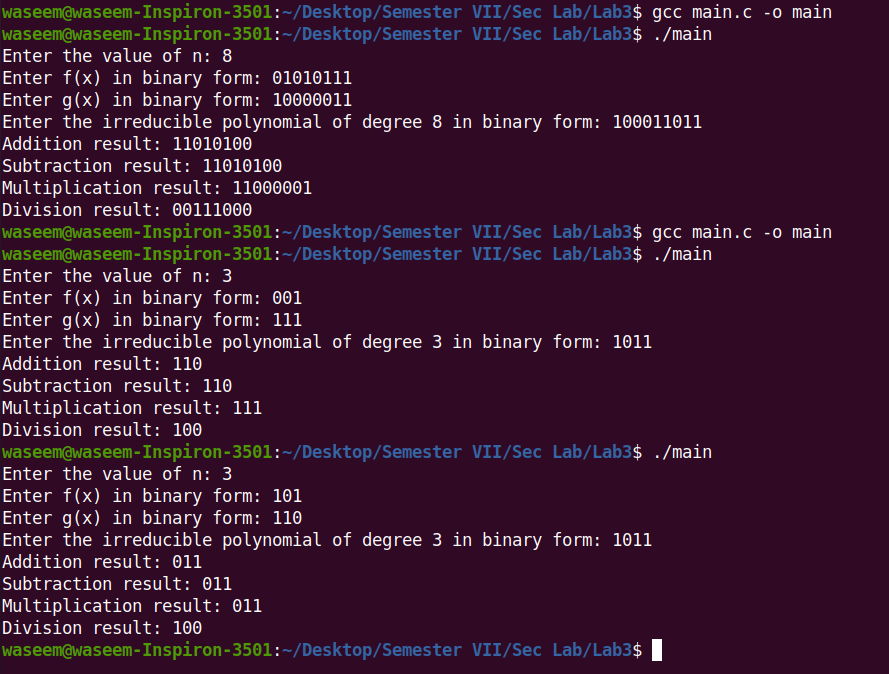 waseem@waseem-Inspiron-3501:~/Desktop/Semester VII/Sec Lab/Lab3$ gcc main.c -o main
waseem@waseem-Inspiron-3501:~/Desktop/Semester VII/Sec Lab/Lab3$ ./main
Enter the value of n: 8
Enter f(x) in binary form: 01010111
Enter g(x) in binary form: 10000011
Enter the irreducible polynomial of degree 8 in binary form: 100011011
Addition result: 11010100
Subtraction result: 11010100
Multiplication result: 11000001
Division result: 00111000
waseem@waseem-Inspiron-3501:~/Desktop/Semester VII/Sec Lab/Lab3$ gcc main.c -o main
waseem@waseem-Inspiron-3501:~/Desktop/Semester VII/Sec Lab/Lab3$ ./main
Enter the value of n: 3
Enter f(x) in binary form: 001
Enter g(x) in binary form: 111
Enter the irreducible polynomial of degree 3 in binary form: 1011
Addition result: 110
Subtraction result: 110
Multiplication result: 111
Division result: 100
waseem@waseem-Inspiron-3501:~/Desktop/Semester VII/Sec Lab/Lab3$ ./main
Enter the value of n: 3
Enter f(x) in binary form: 101
Enter g(x) in binary form: 110
Enter the irreducible polynomial of degree 3 in binary form: 1011
Addition result: 011
Subtraction result: 011
Multiplication result: 011
Division result: 100
waseem@waseem-Inspiron-3501:~/Desktop/Semester VII/Sec Lab/Lab3$